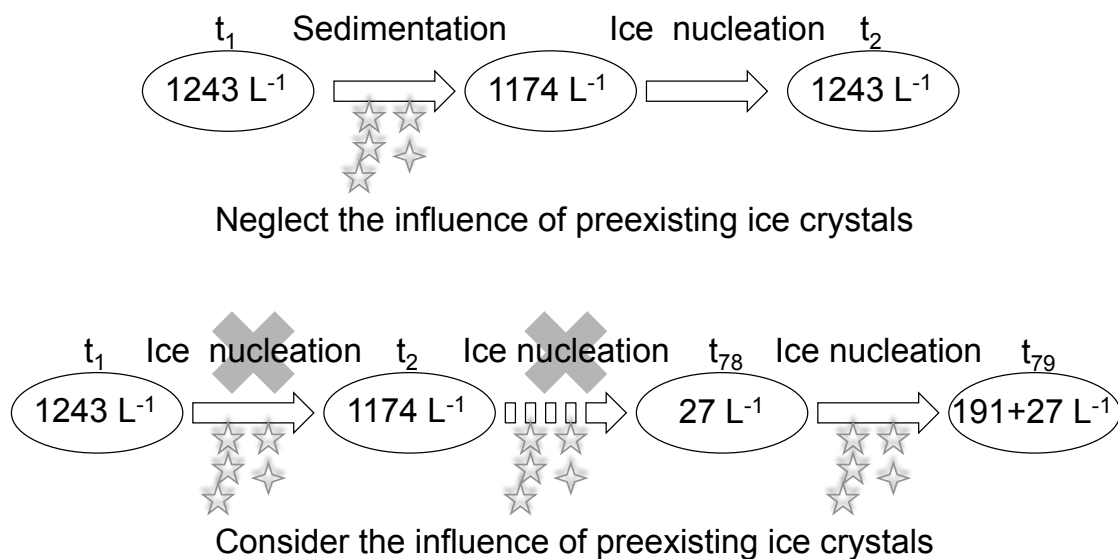 t₁ Sedimentation Ice nucleation t₂
1243 L⁻¹ 1174 L⁻¹ 1243 L⁻¹
Neglect the influence of preexisting ice crystals
t₁ Ice nucleation t₂ Ice nucleation t₇₈ Ice nucleation t₇₉
1243 L⁻¹ 1174 L⁻¹ 27 L⁻¹ 191+27 L⁻¹
Consider the influence of preexisting ice crystals